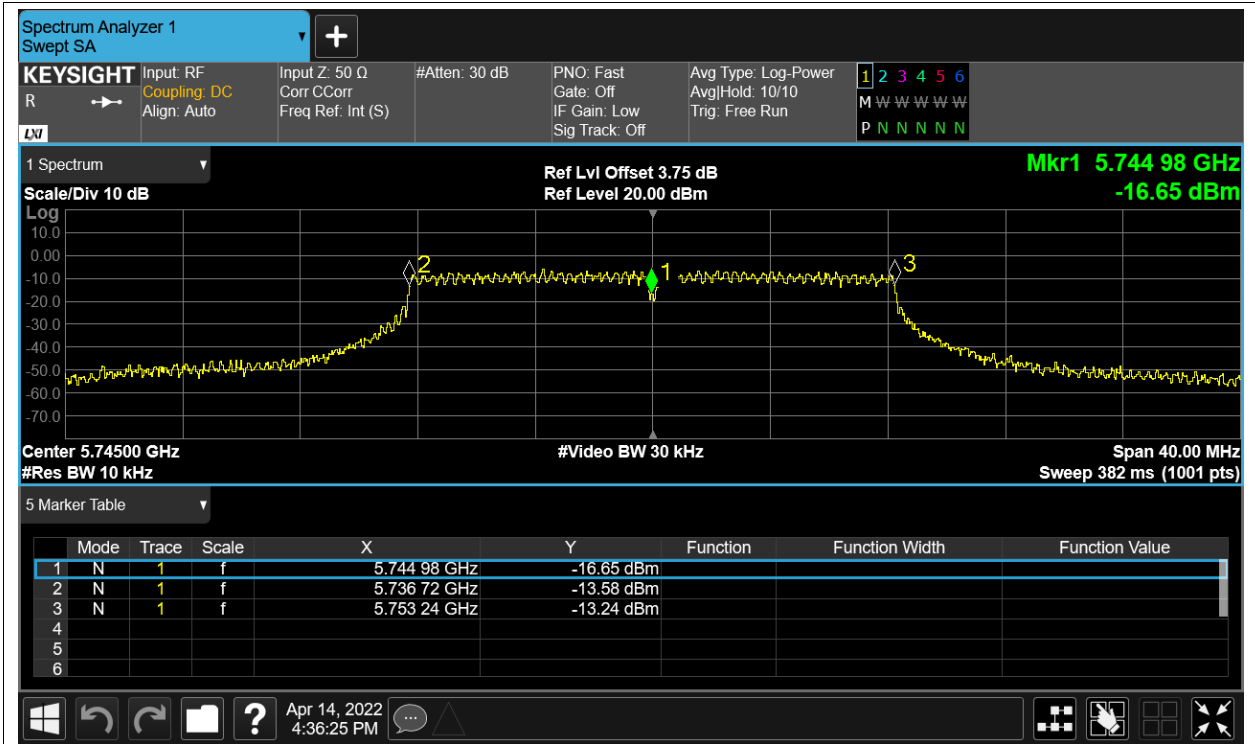 Spectrum Analyzer 1
Swept SA
KEYSIGHT
R
LXI
Input: RF
Coupling: DC
Align: Auto
Input Z: 50 Ω
Corr CCorr
Freq Ref: Int (S)
#Atten: 30 dB
PNO: Fast
Gate: Off
IF Gain: Low
Sig Track: Off
Avg Type: Log-Power
Avg|Hold: 10/10
Trig: Free Run
1 2 3 4 5 6
M W W W W W
P N N N N N
1 Spectrum
Scale/Div 10 dB
Ref Lvl Offset 3.75 dB
Ref Level 20.00 dBm
Mkr1 5.744 98 GHz
-16.65 dBm
Log
10.0
0.00
-10.0
-20.0
-30.0
-40.0
-50.0
-60.0
-70.0
2
1
3
Center 5.74500 GHz
#Video BW 30 kHz
Span 40.00 MHz
#Res BW 10 kHz
Sweep 382 ms (1001 pts)
5 Marker Table
Mode Trace Scale X Y Function Function Width Function Value
1 N 1 f 5.744 98 GHz -16.65 dBm
2 N 1 f 5.736 72 GHz -13.58 dBm
3 N 1 f 5.753 24 GHz -13.24 dBm
4
5
6
?
Apr 14, 2022
4:36:25 PM